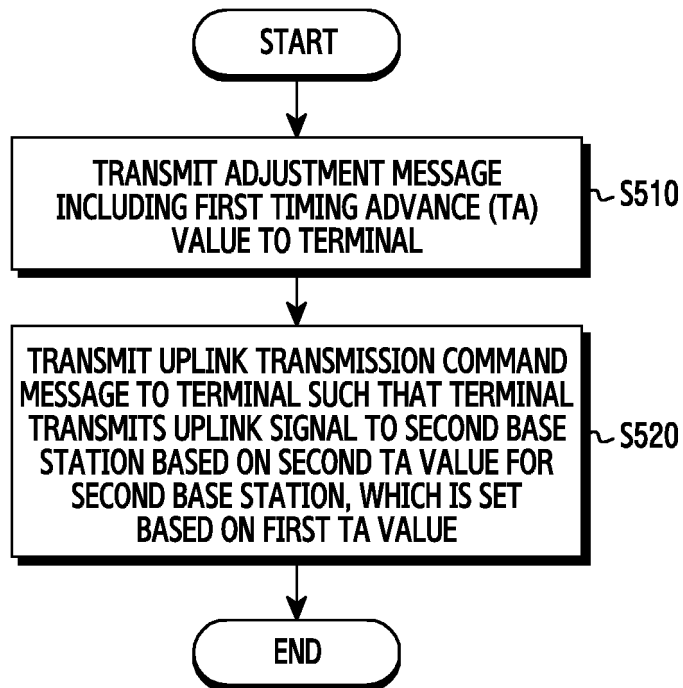 START
TRANSMIT ADJUSTMENT MESSAGE
INCLUDING FIRST TIMING ADVANCE (TA)
VALUE TO TERMINAL
S510
TRANSMIT UPLINK TRANSMISSION COMMAND
MESSAGE TO TERMINAL SUCH THAT TERMINAL
TRANSMITS UPLINK SIGNAL TO SECOND BASE
STATION BASED ON SECOND TA VALUE FOR
SECOND BASE STATION, WHICH IS SET
BASED ON FIRST TA VALUE
S520
END